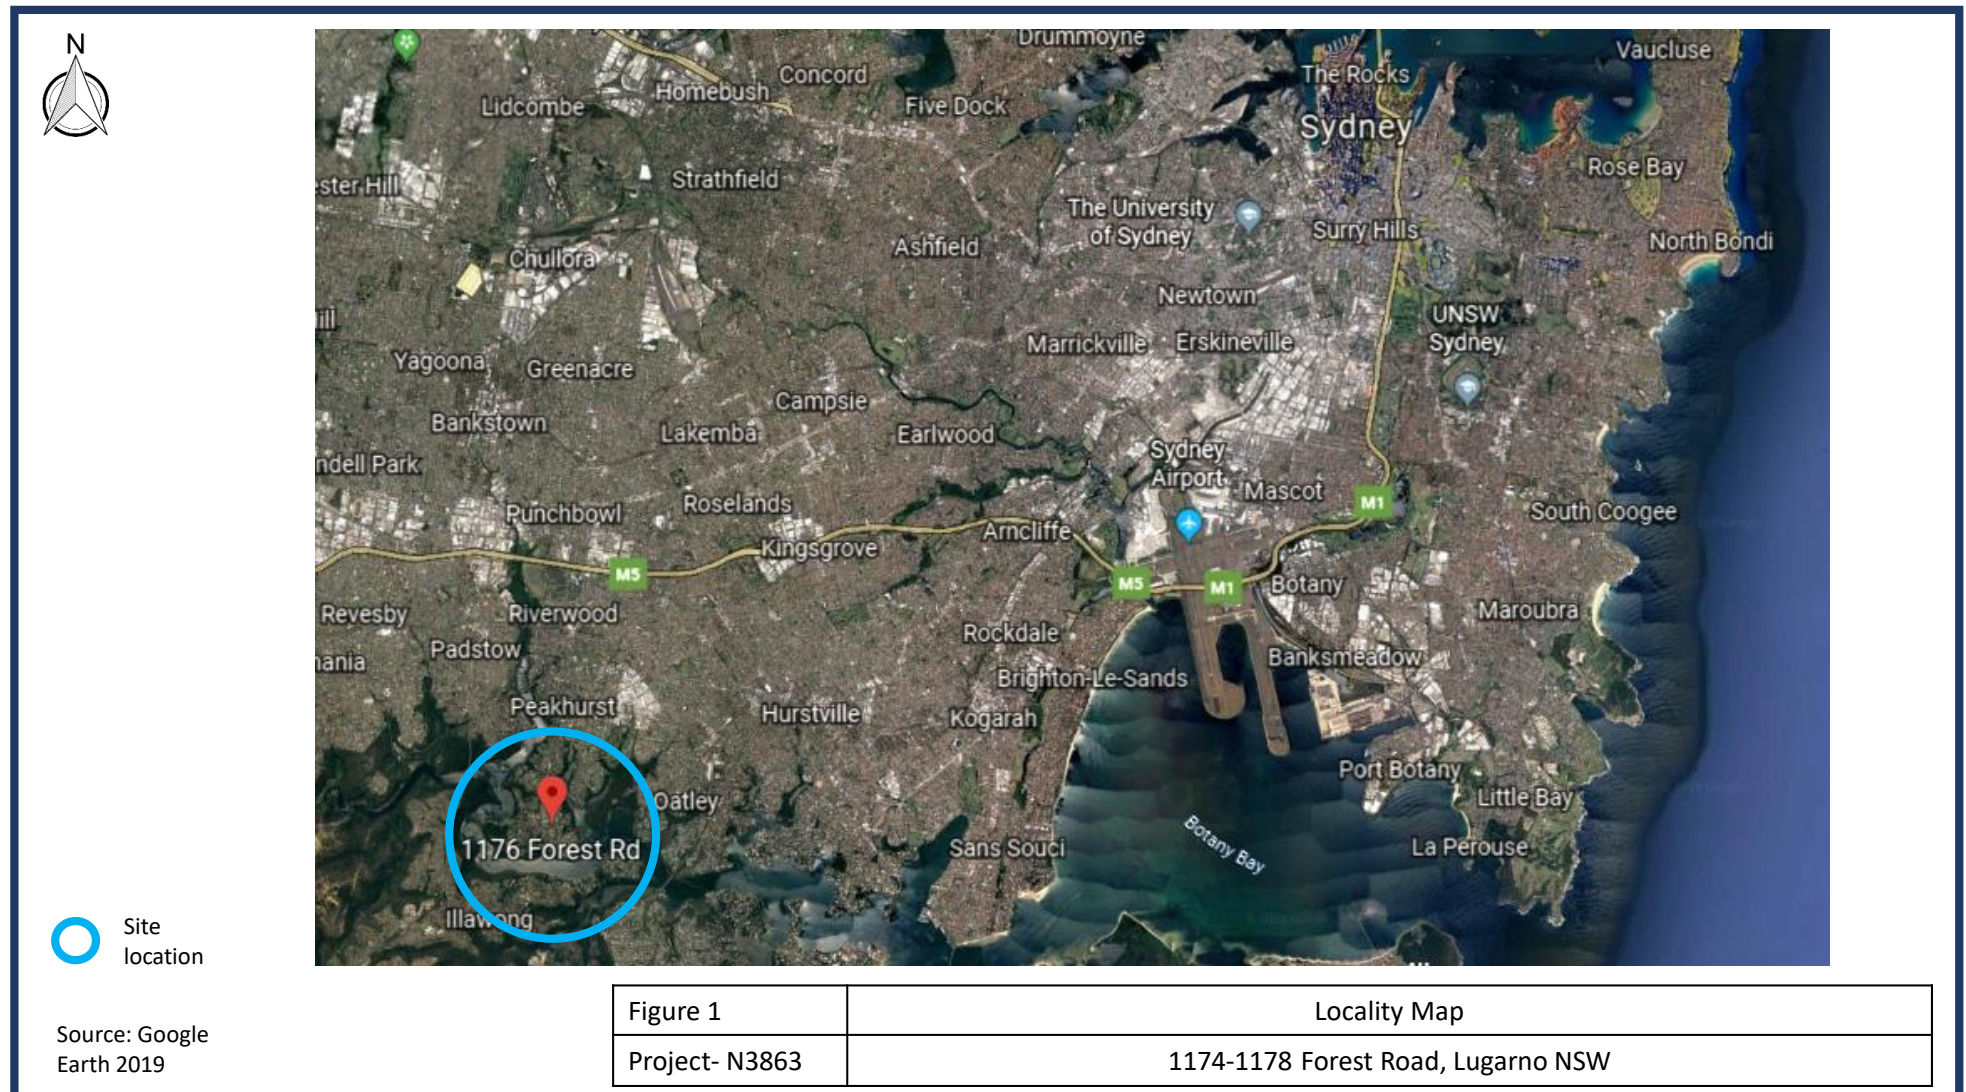 N
Drummoyne
Vaucluse
The Rocks
Concord
Homebush
Lidcombe
Five Dock
Sydney
Rose Bay
ester Hill
Strathfield
The University
of Sydney
Surry Hills
North Bondi
Ashfield
Chullora
Newtown
UNSW
Sydney
ill
Marrickville
Erskineville
Yagoona
Greenacre
Campsie
Bankstown
Lakemba
Earlwood
Sydney
Airport
ndell Park
Mascot
M1
Roselands
Punchbowl
South Coogee
Arncliffe
Kingsgrove
M5
M5
M1
Botany
Revesby
Riverwood
Maroubra
Rockdale
Padstow
nania
Banksmeadow
Brighton-Le-Sands
Peakhurst
Hurstville
Kogarah
Port Botany
Oatley
Little Bay
Botany Bay
1176 Forest Rd
Sans Souci
La Perouse
Illawong
Site
location
Source: Google
Earth 2019
Figure 1
Locality Map
Project- N3863
1174-1178 Forest Road, Lugarno NSW